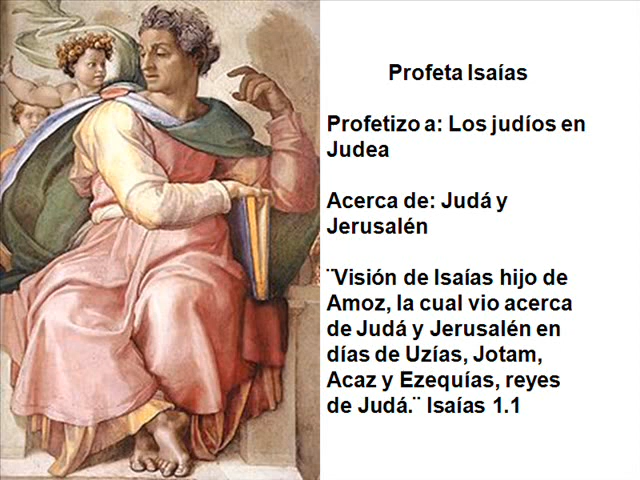 Profeta Isaías
Profetizo a: Los judíos en
Judea
Acerca de: Judá y
Jerusalén
¨Visión de Isaías hijo de
Amoz, la cual vio acerca
de Judá y Jerusalén en
días de Uzías, Jotam,
Acaz y Ezequías, reyes
de Judá.¨ Isaías 1.1